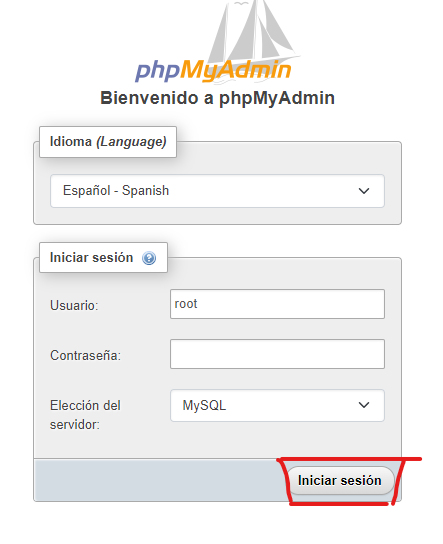 phpMyAdmin
Bienvenido a phpMyAdmin
Idioma (Language)
Español - Spanish
Iniciar sesión
Usuario:
root
Contraseña:
Elección del
servidor:
MySQL
Iniciar sesión